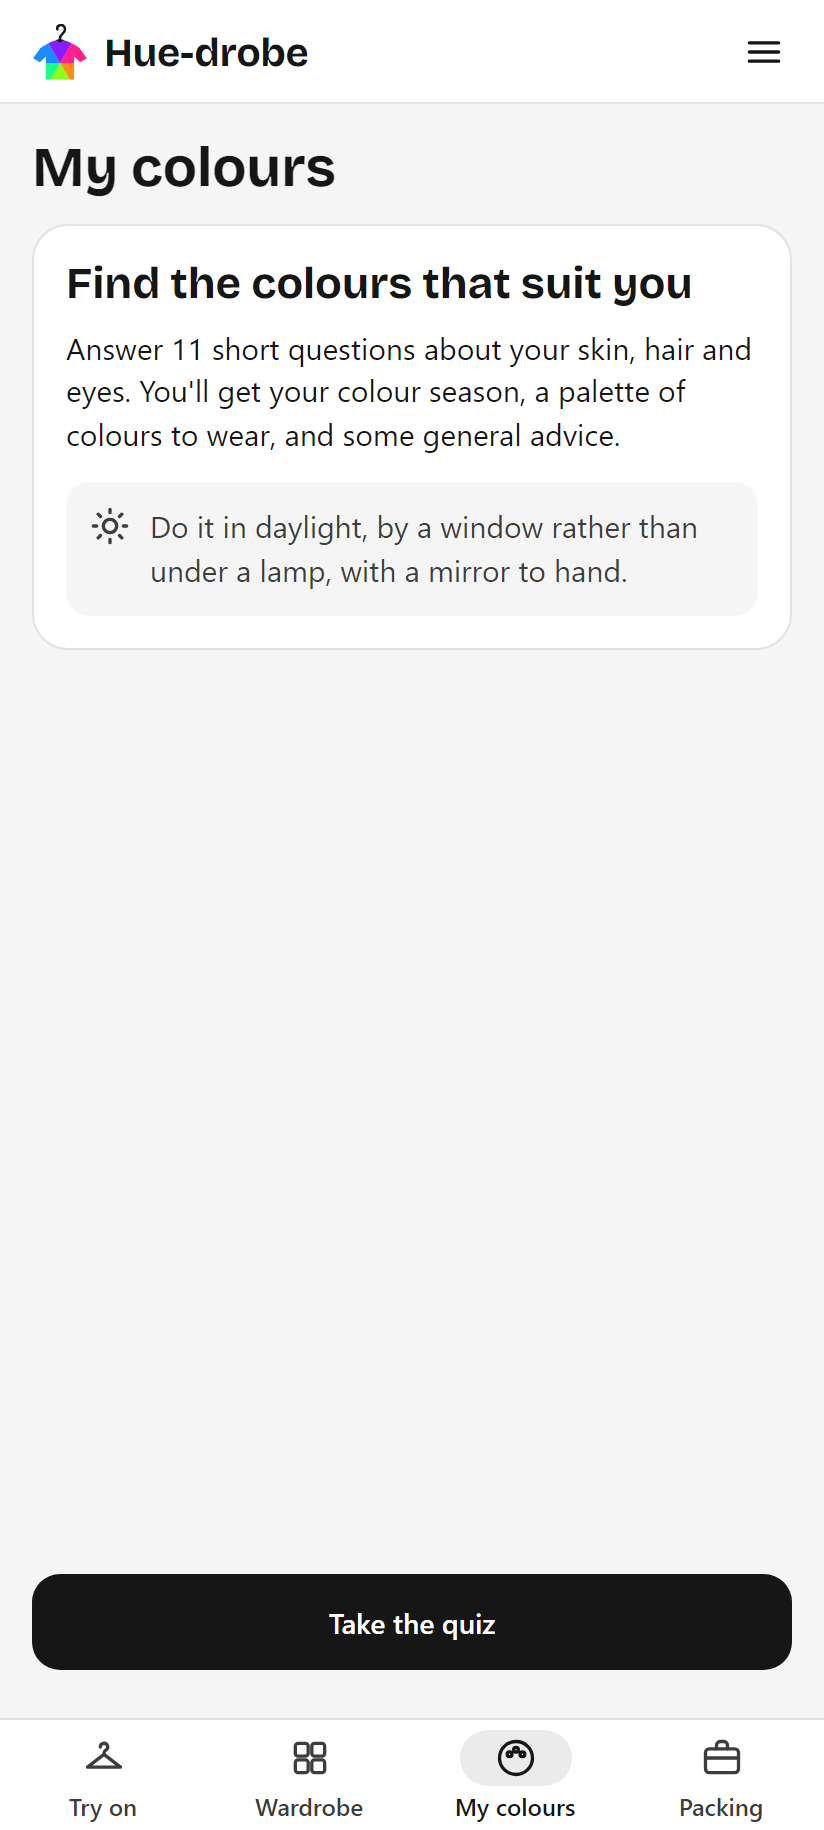 Hue-drobe
My colours
Find the colours that suit you
Answer 11 short questions about your skin, hair and
eyes. You'll get your colour season, a palette of
colours to wear, and some general advice.
Do it in daylight, by a window rather than
under a lamp, with a mirror to hand.
Take the quiz
Try on
Wardrobe
My colours
Packing